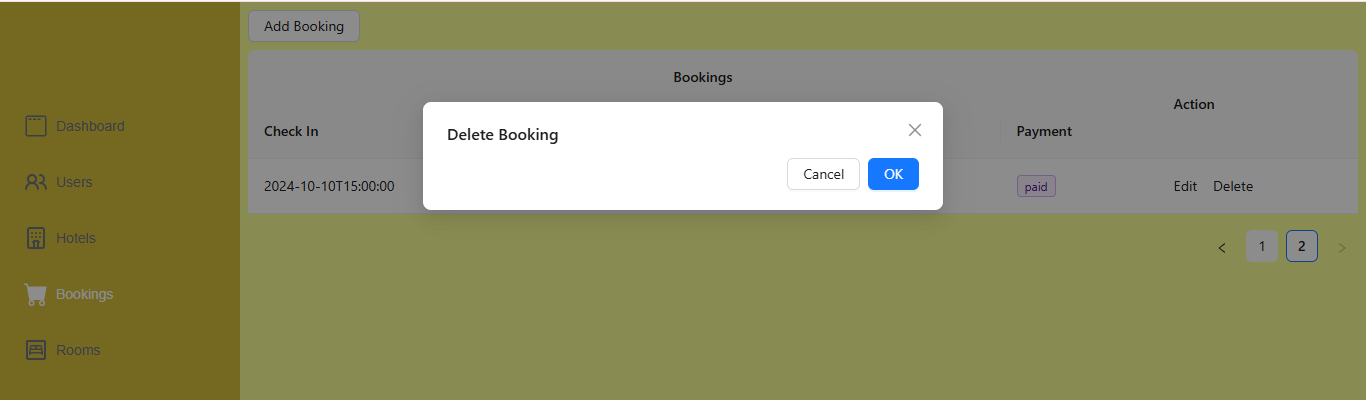 Add Booking
Bookings
Action
Check In
Payment
2024-10-10T15:00:00
paid
Edit
Delete
Delete Booking
Cancel
OK
1
2
Dashboard
Users
Hotels
Bookings
Rooms